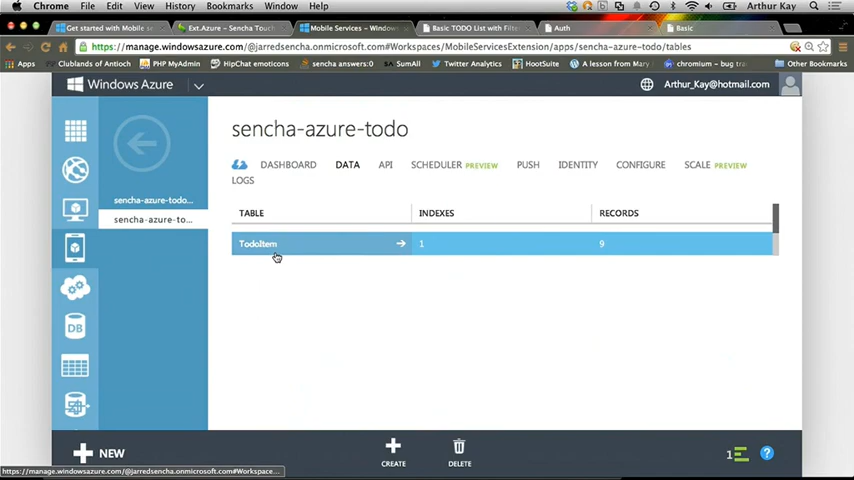 Chrome File Edit View History Bookmarks Window Help Arthur Kay
Get started with Mobile se Ext.Azure – Sencha Touch Mobile Services – Window Basic TODO List with Filter Auth Basic
https://manage.windowsazure.com/@jarredsencha.onmicrosoft.com#Workspaces/MobileServicesExtension/apps/sencha-azure-todo/tables
Apps Clublands of Antioch PHP MyAdmin HipChat emoticons sencha answers:0 SumAll Twitter Analytics HootSuite A lesson from Mary chromium – bug tra Other Bookmarks
Windows Azure Arthur_Kay@hotmail.com
sencha-azure-todo
DASHBOARD DATA API SCHEDULER PREVIEW PUSH IDENTITY CONFIGURE SCALE PREVIEW
LOGS
sencha-azure-todo...
sencha-azure-to...
TABLE INDEXES RECORDS
TodoItem 1 9
DB
NEW CREATE DELETE 1 ?
https://manage.windowsazure.com/@jarredsencha.onmicrosoft.com#Workspace...